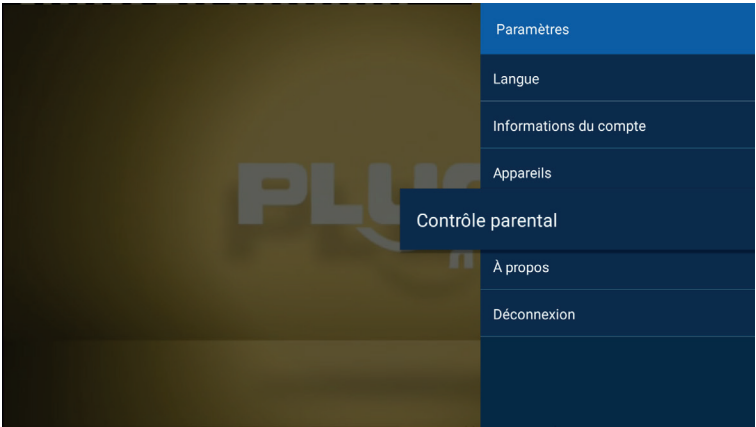 Paramètres
Langue
Informations du compte
Appareils
Contrôle parental
À propos
Déconnexion